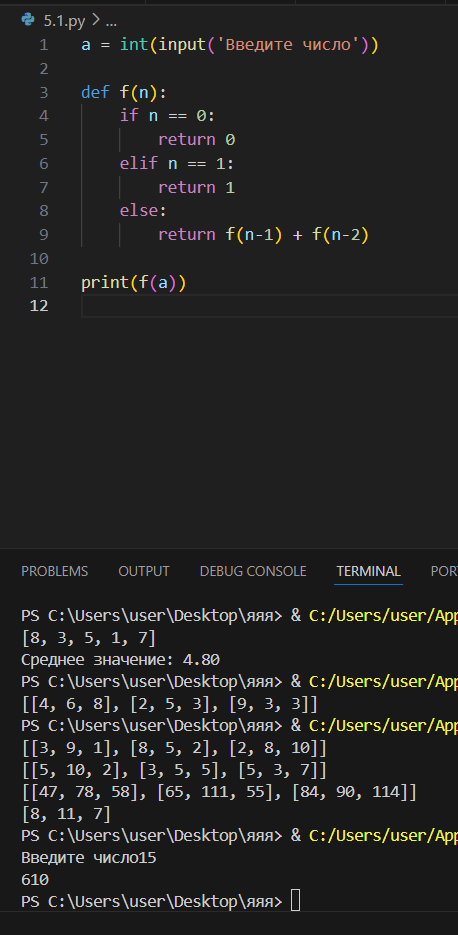 5.1.py > ...
1 a = int(input('Введите число'))
2
3 def f(n):
4     if n == 0:
5         return 0
6     elif n == 1:
7         return 1
8     else:
9         return f(n-1) + f(n-2)
10
11 print(f(a))
12
PROBLEMS OUTPUT DEBUG CONSOLE TERMINAL POR
PS C:\Users\user\Desktop\яяя> & C:/Users/user/App
[8, 3, 5, 1, 7]
Среднее значение: 4.80
PS C:\Users\user\Desktop\яяя> & C:/Users/user/App
[[4, 6, 8], [2, 5, 3], [9, 3, 3]]
PS C:\Users\user\Desktop\яяя> & C:/Users/user/App
[[3, 9, 1], [8, 5, 2], [2, 8, 10]]
[[5, 10, 2], [3, 5, 5], [5, 3, 7]]
[[47, 78, 58], [65, 111, 55], [84, 90, 114]]
[8, 11, 7]
PS C:\Users\user\Desktop\яяя> & C:/Users/user/App
Введите число15
610
PS C:\Users\user\Desktop\яяя>